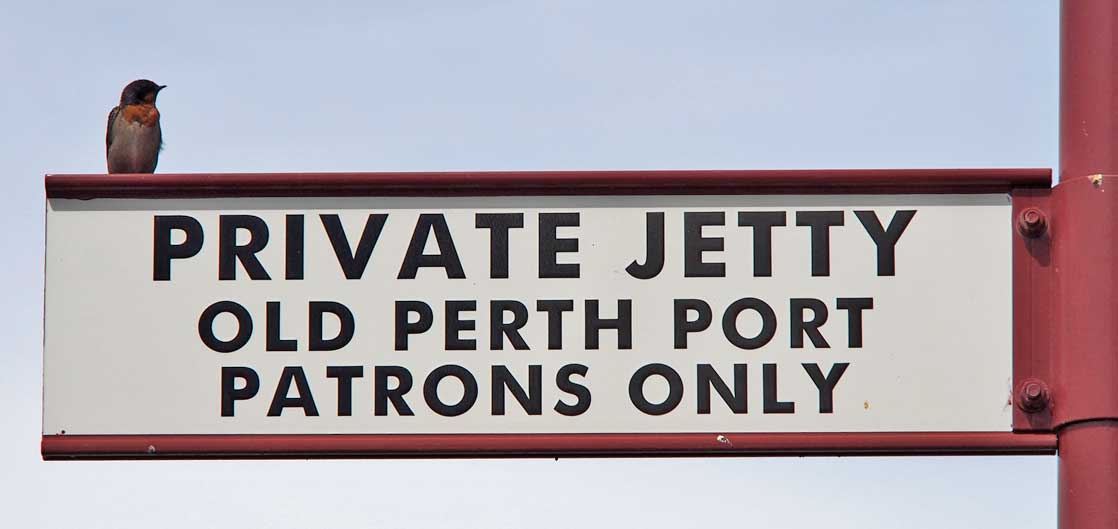 PRIVATE JETTY
OLD PERTH PORT
PATRONS ONLY